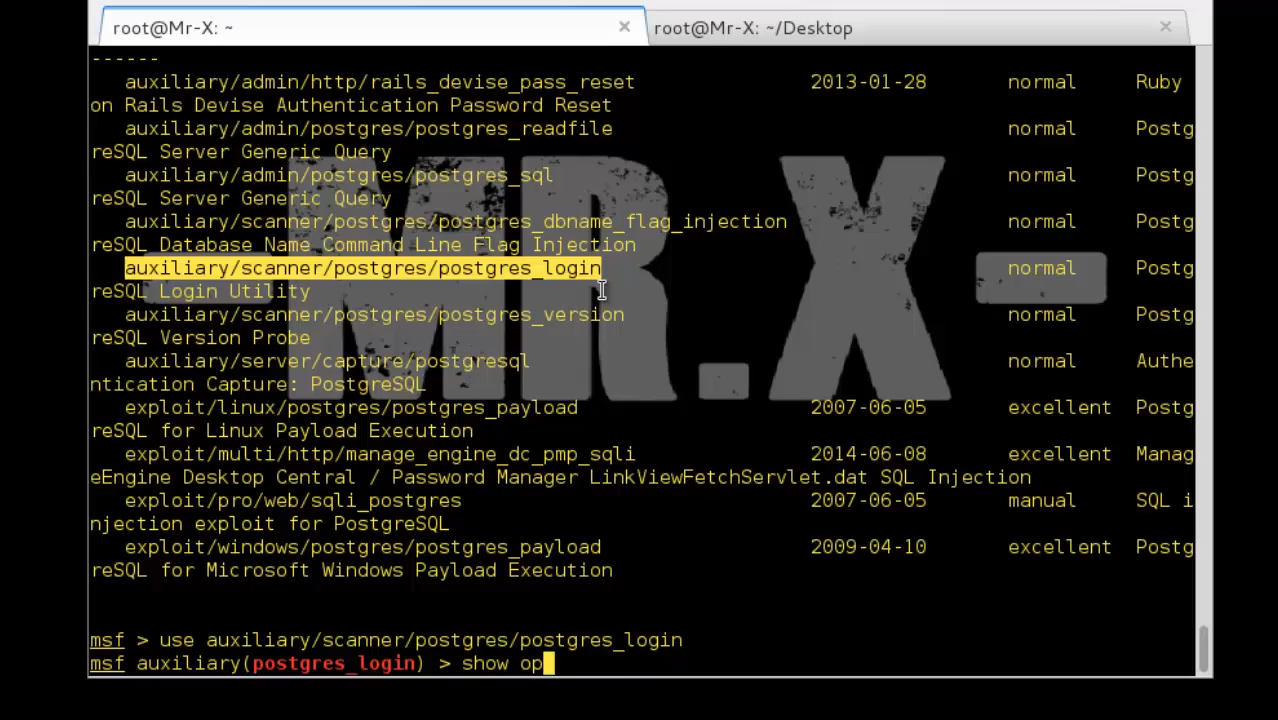 root@Mr-X: ~
root@Mr-X: ~/Desktop
------
auxiliary/admin/http/rails_devise_pass_reset 2013-01-28 normal Ruby
on Rails Devise Authentication Password Reset
auxiliary/admin/postgres/postgres_readfile normal Postg
reSQL Server Generic Query
auxiliary/admin/postgres/postgres_sql normal Postg
reSQL Server Generic Query
auxiliary/scanner/postgres/postgres_dbname_flag_injection normal Postg
reSQL Database Name Command Line Flag Injection
auxiliary/scanner/postgres/postgres_login normal Postg
reSQL Login Utility
auxiliary/scanner/postgres/postgres_version normal Postg
reSQL Version Probe
auxiliary/server/capture/postgresql normal Authe
ntication Capture: PostgreSQL
exploit/linux/postgres/postgres_payload 2007-06-05 excellent Postg
reSQL for Linux Payload Execution
exploit/multi/http/manage_engine_dc_pmp_sqli 2014-06-08 excellent Manag
eEngine Desktop Central / Password Manager LinkViewFetchServlet.dat SQL Injection
exploit/pro/web/sqli_postgres 2007-06-05 manual SQL i
njection exploit for PostgreSQL
exploit/windows/postgres/postgres_payload 2009-04-10 excellent Postg
reSQL for Microsoft Windows Payload Execution
msf > use auxiliary/scanner/postgres/postgres_login
msf auxiliary(postgres_login) > show op
-MR.X-